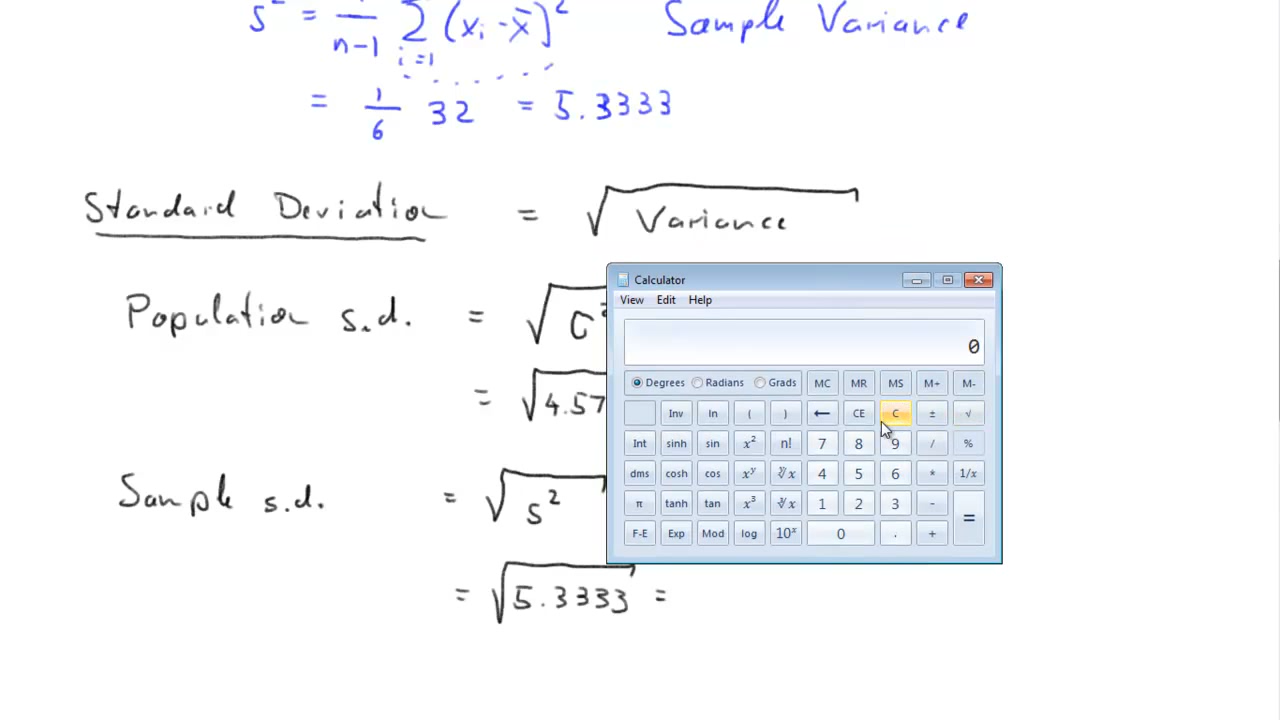 s² = 1/(n-1) Σ i=1 (xᵢ - x̄)² Sample Variance
= 1/6 32 = 5.3333
Standard Deviation = √Variance
Population s.d. =
= √4.57
Sample s.d. = √s²
= √5.3333 =
Calculator
View Edit Help
0
Degrees Radians Grads MC MR MS M+ M-
Inv ln ( ) ← CE C ± √
Int sinh sin x² n! 7 8 9 / %
dms cosh cos xʸ ʸ√x 4 5 6 * 1/x
π tanh tan x³ ³√x 1 2 3 - =
F-E Exp Mod log 10ˣ 0 . +